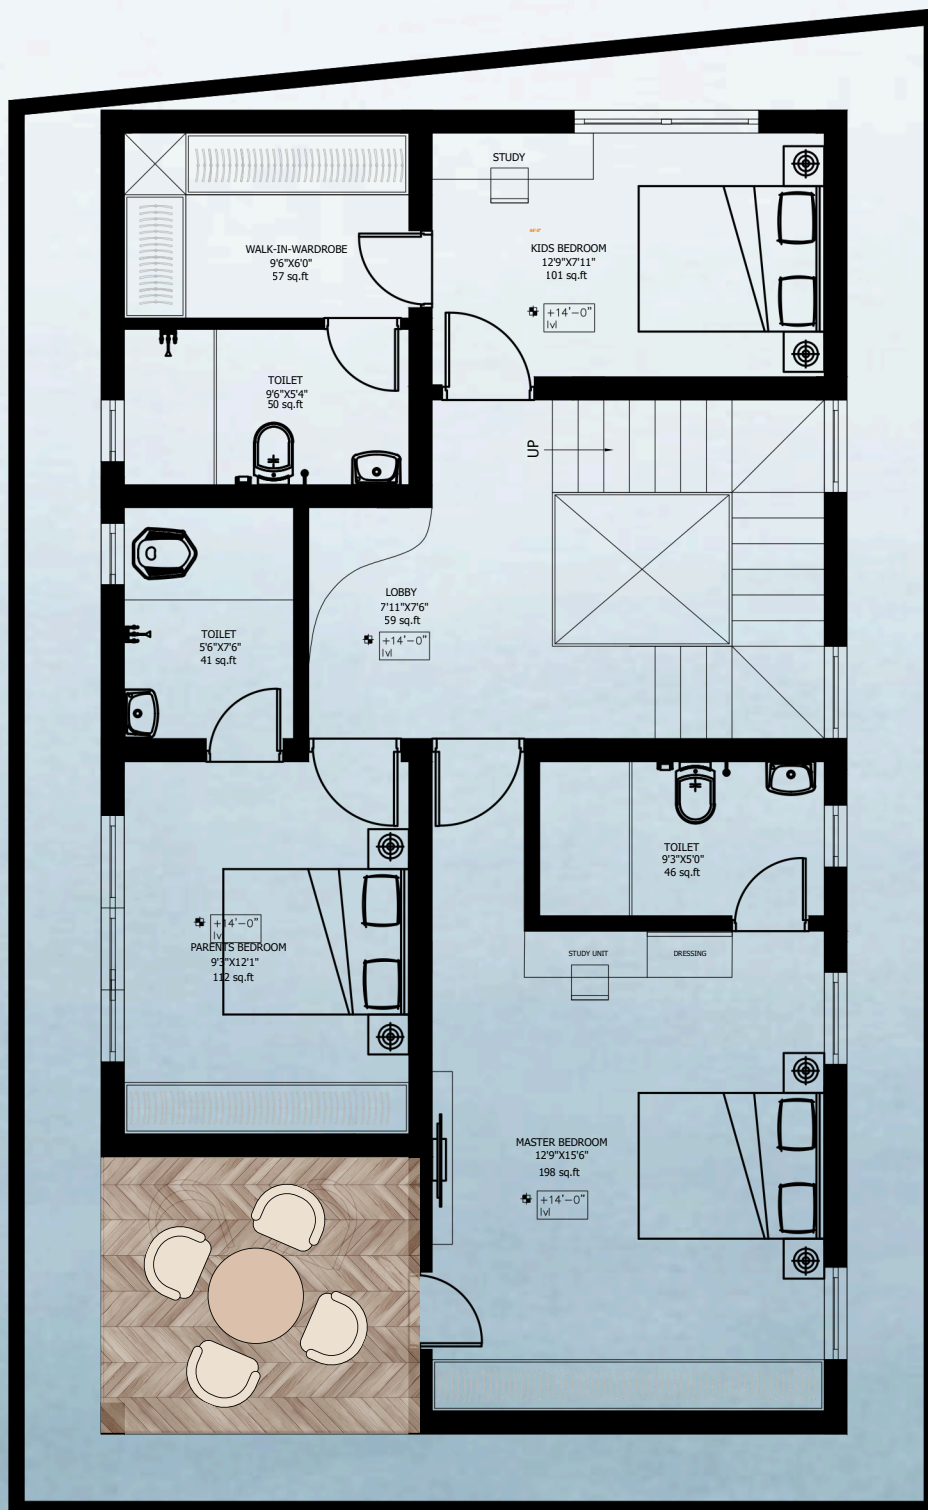 STUDY
WALK-IN-WARDROBE
9'6"X6'0"
57 sq.ft
KIDS BEDROOM
12'9"X7'11"
101 sq.ft
+14'-0"
lvl
TOILET
9'6"X5'4"
50 sq.ft
UP
LOBBY
7'11"X7'6"
59 sq.ft
+14'-0"
lvl
TOILET
5'6"X7'6"
41 sq.ft
TOILET
9'3"X5'0"
46 sq.ft
+14'-0"
lvl
PARENTS BEDROOM
9'3"X12'1"
112 sq.ft
STUDY UNIT
DRESSING
MASTER BEDROOM
12'9"X15'6"
198 sq.ft
+14'-0"
lvl